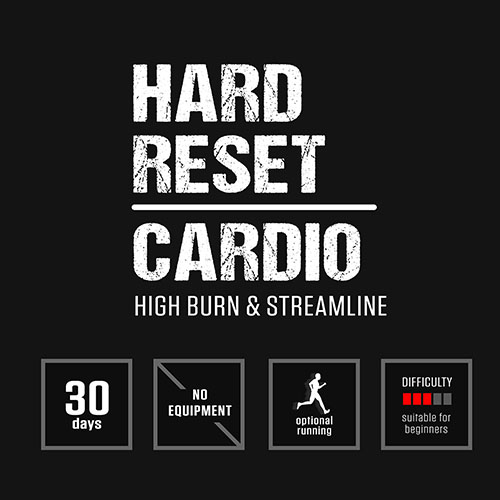 HARD
RESET
CARDIO
HIGH BURN & STREAMLINE
30
days
NO
EQUIPMENT
optional
running
DIFFICULTY
suitable for
beginners